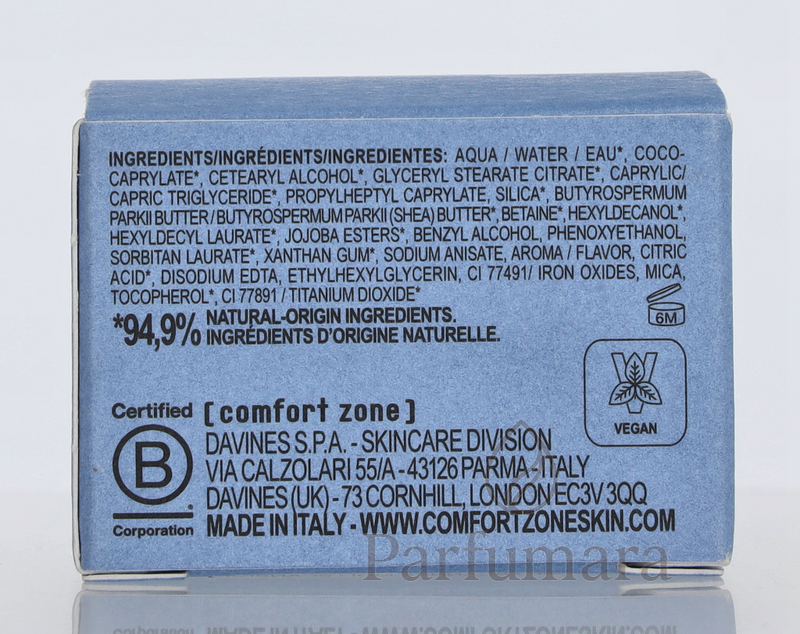 INGREDIENTS/INGRÉDIENTS/INGREDIENTES: AQUA / WATER / EAU*, COCO-
CAPRYLATE*, CETEARYL ALCOHOL*, GLYCERYL STEARATE CITRATE*, CAPRYLIC/
CAPRIC TRIGLYCERIDE*, PROPYLHEPTYL CAPRYLATE, SILICA*, BUTYROSPERMUM
PARKII BUTTER / BUTYROSPERMUM PARKII (SHEA) BUTTER*, BETAINE*, HEXYLDECANOL*,
HEXYLDECYL LAURATE*, JOJOBA ESTERS*, BENZYL ALCOHOL, PHENOXYETHANOL,
SORBITAN LAURATE*, XANTHAN GUM*, SODIUM ANISATE, AROMA / FLAVOR, CITRIC
ACID*, DISODIUM EDTA, ETHYLHEXYLGLYCERIN, CI 77491/ IRON OXIDES, MICA,
TOCOPHEROL*, CI 77891 / TITANIUM DIOXIDE*
6M
*94,9% NATURAL-ORIGIN INGREDIENTS.
INGRÉDIENTS D'ORIGINE NATURELLE.
V
VEGAN
Certified
B
Corporation
[comfort zone]
DAVINES S.P.A. - SKINCARE DIVISION
VIA CALZOLARI 55/A - 43126 PARMA - ITALY
DAVINES (UK) - 73 CORNHILL, LONDON EC3V 3QQ
MADE IN ITALY - WWW.COMFORTZONESKIN.COM
Parfumara